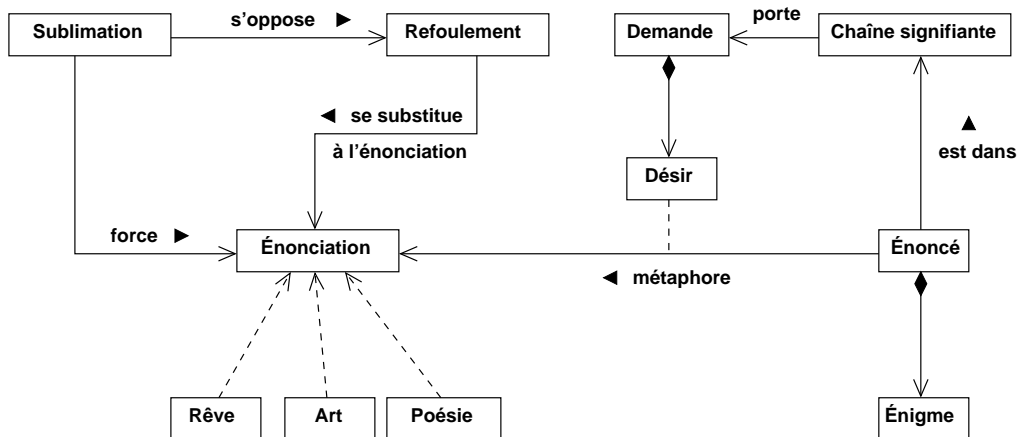 Sublimation
s'oppose ►
Refoulement
Demande
porte
Chaîne signifiante
◄ se substitue
à l'énonciation
▲
est dans
Désir
force ►
Énonciation
Énoncé
◄ métaphore
Rêve
Art
Poésie
Énigme